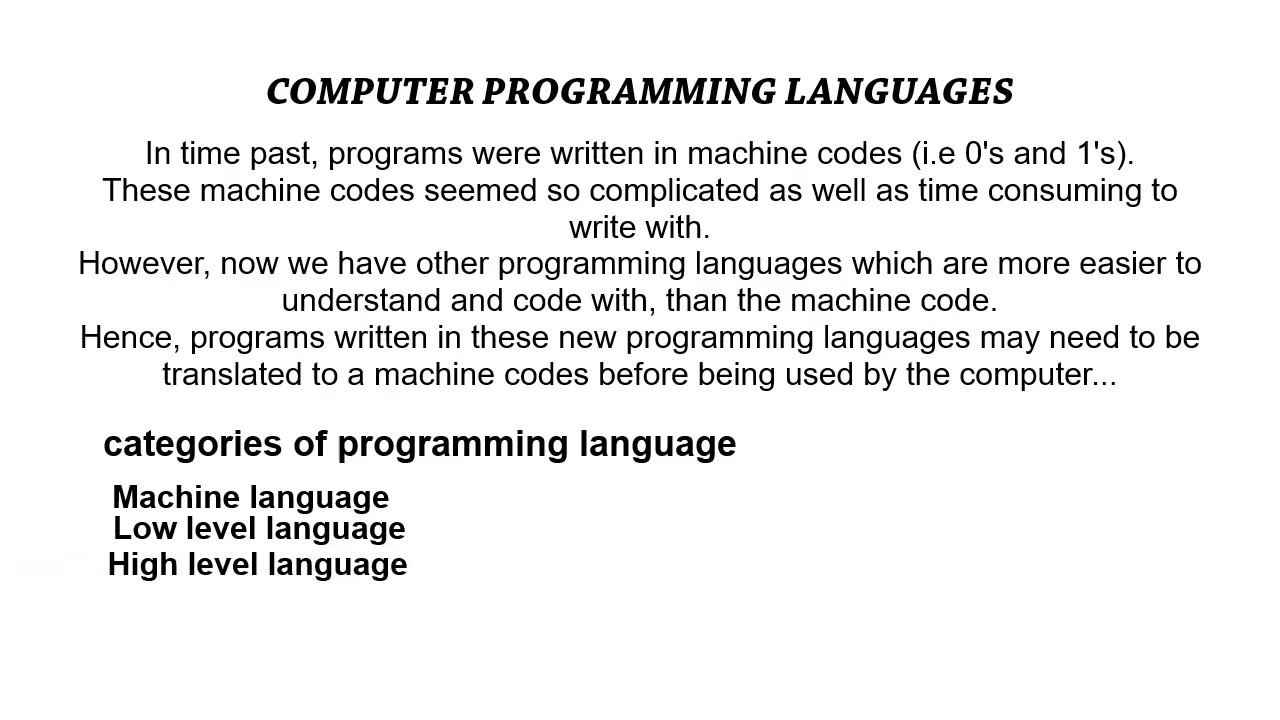 COMPUTER PROGRAMMING LANGUAGES
In time past, programs were written in machine codes (i.e 0's and 1's).
These machine codes seemed so complicated as well as time consuming to
write with.
However, now we have other programming languages which are more easier to
understand and code with, than the machine code.
Hence, programs written in these new programming languages may need to be
translated to a machine codes before being used by the computer...
categories of programming language
Machine language
Low level language
High level language